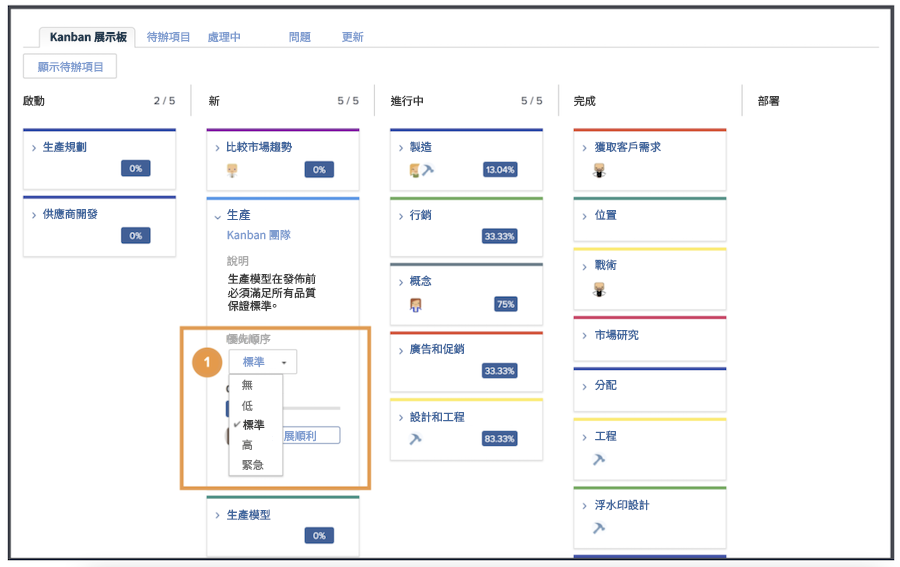 Kanban 展示板
待辦項目
處理中
問題
更新
顯示待辦項目
啟動
2 / 5
新
5 / 5
進行中
5 / 5
完成
部署
生產規劃
0%
供應商開發
0%
比較市場趨勢
0%
生產
Kanban 團隊
說明
生產模型在發佈前
必須滿足所有品質
保證標準。
優先順序
1
標準
無
低
✔標準
高
緊急
展順利
生產模型
0%
製造
13.04%
行銷
33.33%
概念
75%
廣告和促銷
33.33%
設計和工程
83.33%
獲取客戶需求
位置
戰術
市場研究
分配
工程
浮水印設計